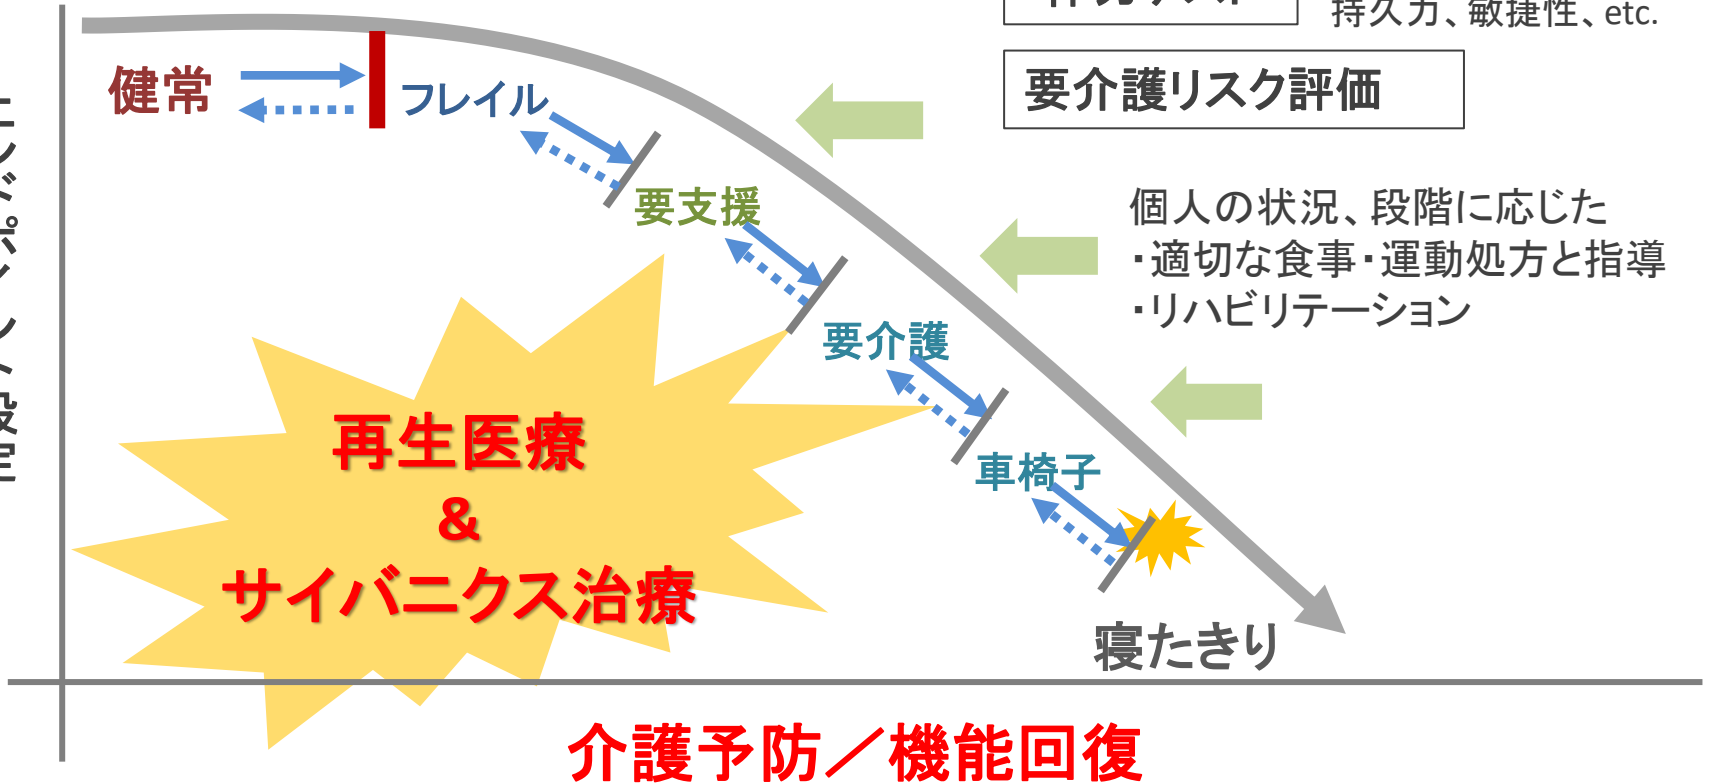 持久力、敏捷性、etc.
要介護リスク評価
健常
フレイル
要支援
要介護
車椅子
寝たきり
個人の状況、段階に応じた
・適切な食事・運動処方と指導
・リハビリテーション
再生医療
&
サイバニクス治療
介護予防／機能回復